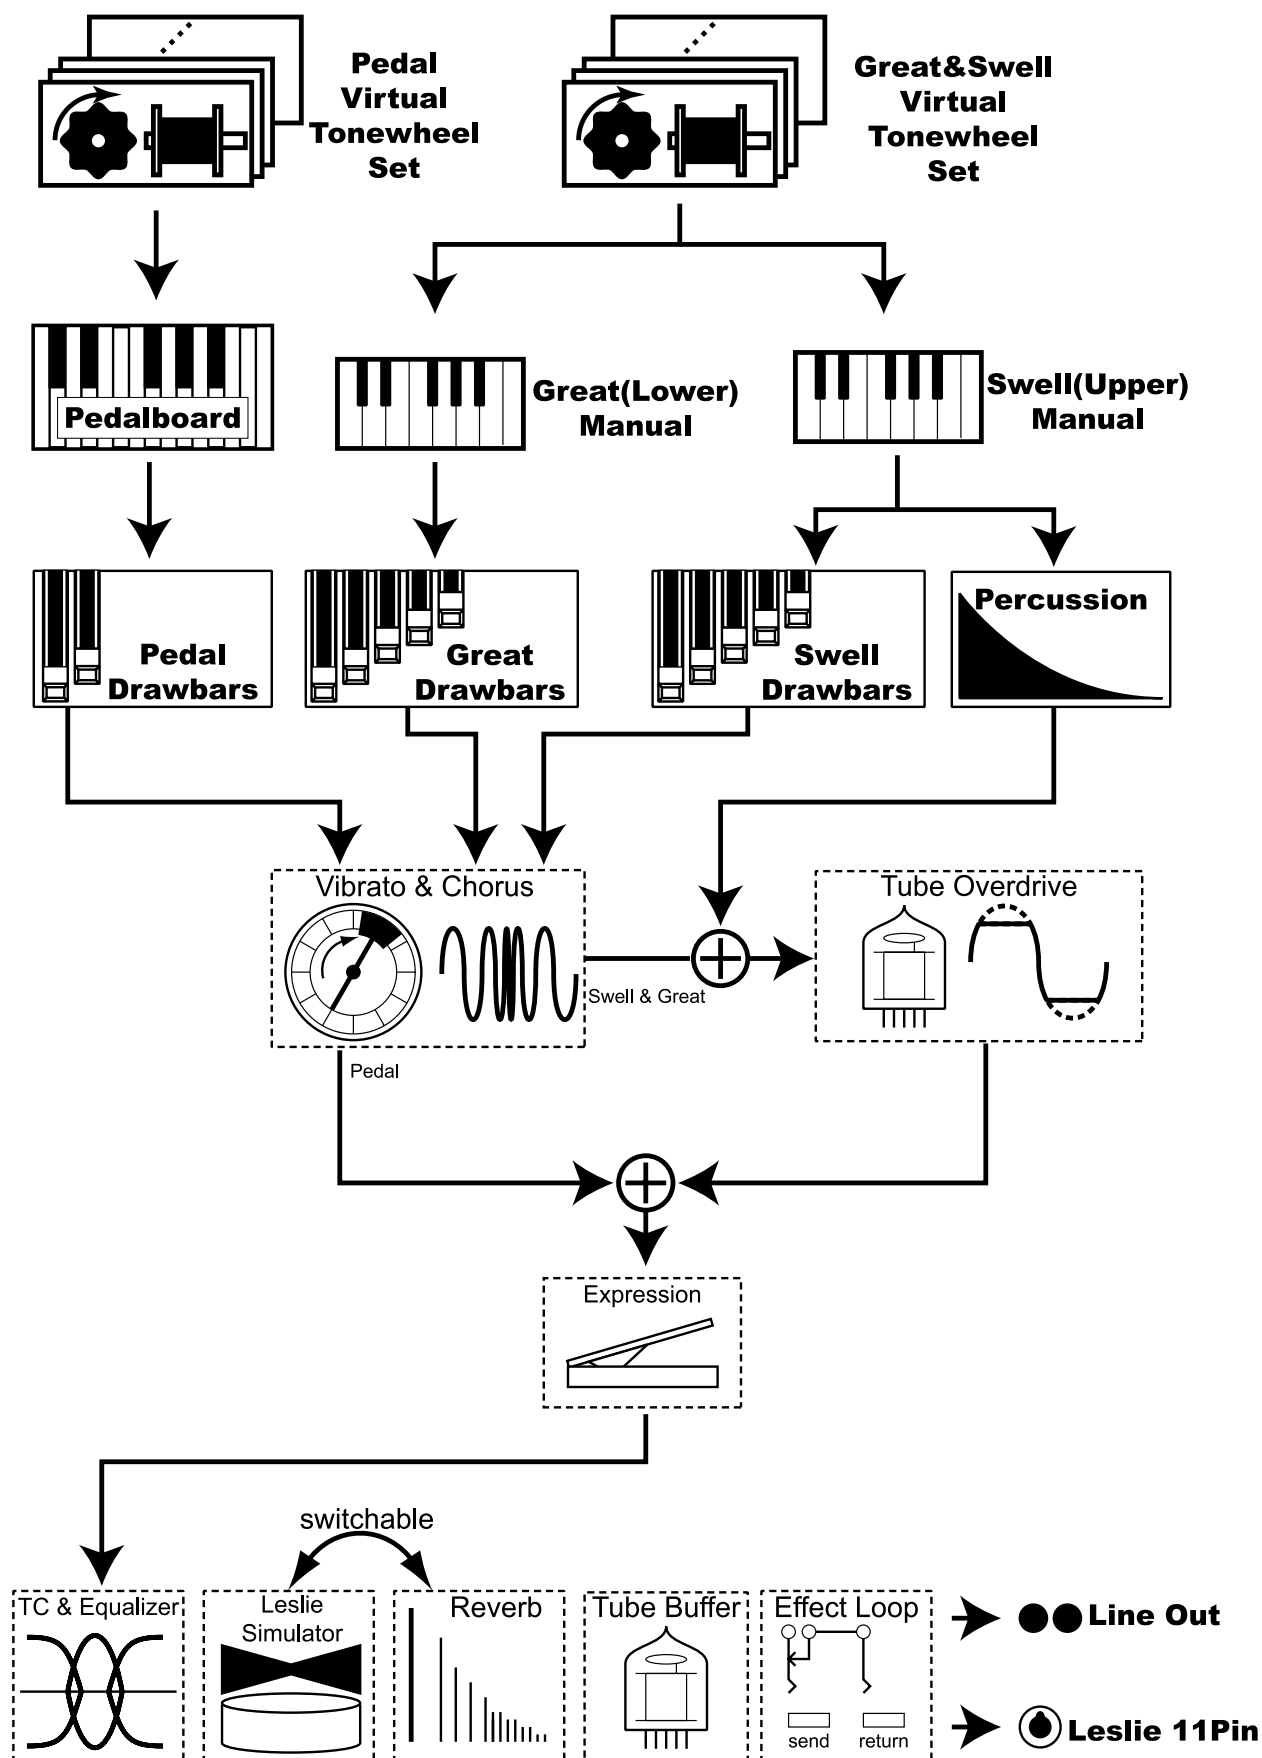 Pedal
Virtual
Tonewheel
Set
Great&Swell
Virtual
Tonewheel
Set
Pedalboard
Great(Lower)
Manual
Swell(Upper)
Manual
Pedal
Drawbars
Great
Drawbars
Swell
Drawbars
Percussion
Vibrato & Chorus
Tube Overdrive
Swell & Great
Pedal
Expression
switchable
TC & Equalizer
Leslie
Simulator
Reverb
Tube Buffer
Effect Loop
send
return
Line Out
Leslie 11Pin